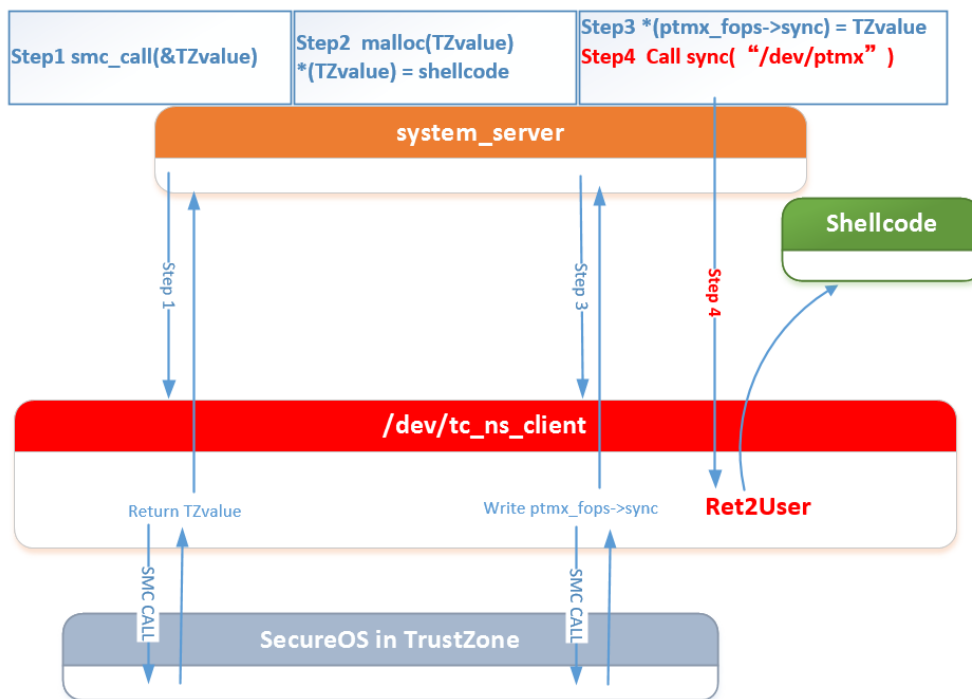 Step1 smc_call(&TZvalue)
Step2  malloc(TZvalue)
*(TZvalue) = shellcode
Step3 *(ptmx_fops->sync) = TZvalue
Step4  Call sync(“/dev/ptmx”)
system_server
Shellcode
Step 1
Step 3
Step 4
/dev/tc_ns_client
Return TZvalue
Write ptmx_fops->sync
Ret2User
SMC CALL
SMC CALL
SecureOS in TrustZone